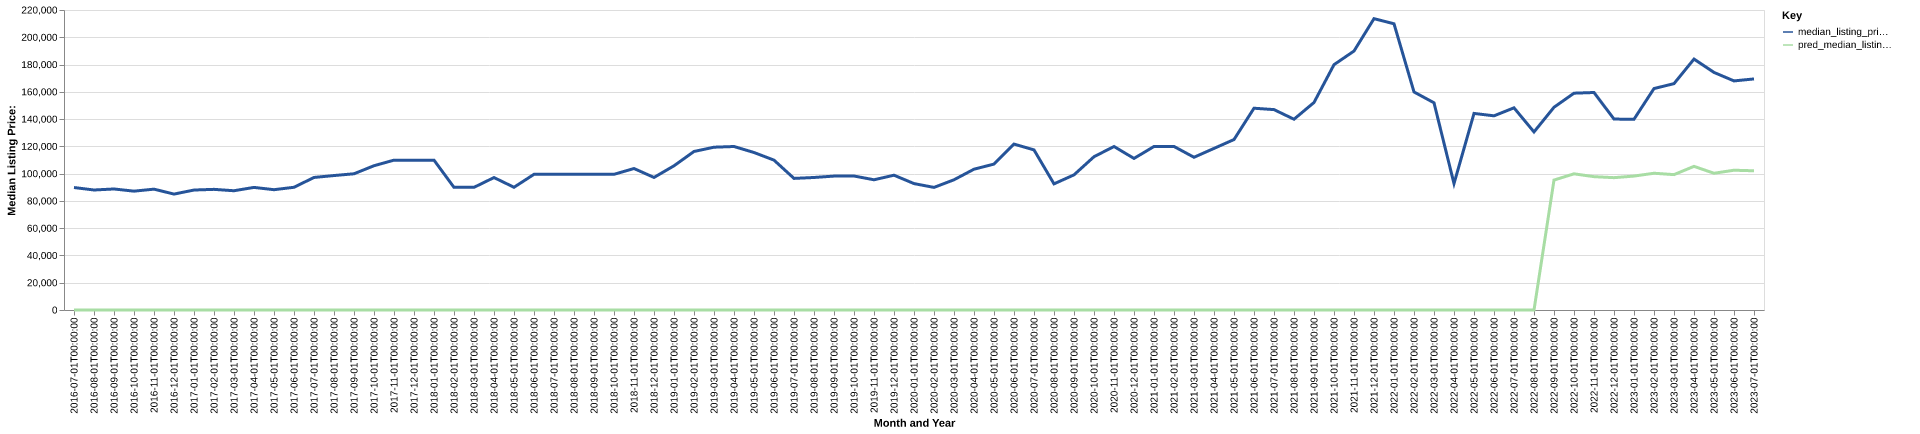 220,000
200,000
180,000
160,000
140,000
120,000
100,000
80,000
60,000
40,000
20,000
0
Median Listing Price:
2016-07-01T00:00:00
2016-08-01T00:00:00
2016-09-01T00:00:00
2016-10-01T00:00:00
2016-11-01T00:00:00
2016-12-01T00:00:00
2017-01-01T00:00:00
2017-02-01T00:00:00
2017-03-01T00:00:00
2017-04-01T00:00:00
2017-05-01T00:00:00
2017-06-01T00:00:00
2017-07-01T00:00:00
2017-08-01T00:00:00
2017-09-01T00:00:00
2017-10-01T00:00:00
2017-11-01T00:00:00
2017-12-01T00:00:00
2018-01-01T00:00:00
2018-02-01T00:00:00
2018-03-01T00:00:00
2018-04-01T00:00:00
2018-05-01T00:00:00
2018-06-01T00:00:00
2018-07-01T00:00:00
2018-08-01T00:00:00
2018-09-01T00:00:00
2018-10-01T00:00:00
2018-11-01T00:00:00
2018-12-01T00:00:00
2019-01-01T00:00:00
2019-02-01T00:00:00
2019-03-01T00:00:00
2019-04-01T00:00:00
2019-05-01T00:00:00
2019-06-01T00:00:00
2019-07-01T00:00:00
2019-08-01T00:00:00
2019-09-01T00:00:00
2019-10-01T00:00:00
2019-11-01T00:00:00
2019-12-01T00:00:00
2020-01-01T00:00:00
2020-02-01T00:00:00
2020-03-01T00:00:00
2020-04-01T00:00:00
2020-05-01T00:00:00
2020-06-01T00:00:00
2020-07-01T00:00:00
2020-08-01T00:00:00
2020-09-01T00:00:00
2020-10-01T00:00:00
2020-11-01T00:00:00
2020-12-01T00:00:00
2021-01-01T00:00:00
2021-02-01T00:00:00
2021-03-01T00:00:00
2021-04-01T00:00:00
2021-05-01T00:00:00
2021-06-01T00:00:00
2021-07-01T00:00:00
2021-08-01T00:00:00
2021-09-01T00:00:00
2021-10-01T00:00:00
2021-11-01T00:00:00
2021-12-01T00:00:00
2022-01-01T00:00:00
2022-02-01T00:00:00
2022-03-01T00:00:00
2022-04-01T00:00:00
2022-05-01T00:00:00
2022-06-01T00:00:00
2022-07-01T00:00:00
2022-08-01T00:00:00
2022-09-01T00:00:00
2022-10-01T00:00:00
2022-11-01T00:00:00
2022-12-01T00:00:00
2023-01-01T00:00:00
2023-02-01T00:00:00
2023-03-01T00:00:00
2023-04-01T00:00:00
2023-05-01T00:00:00
2023-06-01T00:00:00
2023-07-01T00:00:00
Month and Year
Key
median_listing_pri…
pred_median_listin…